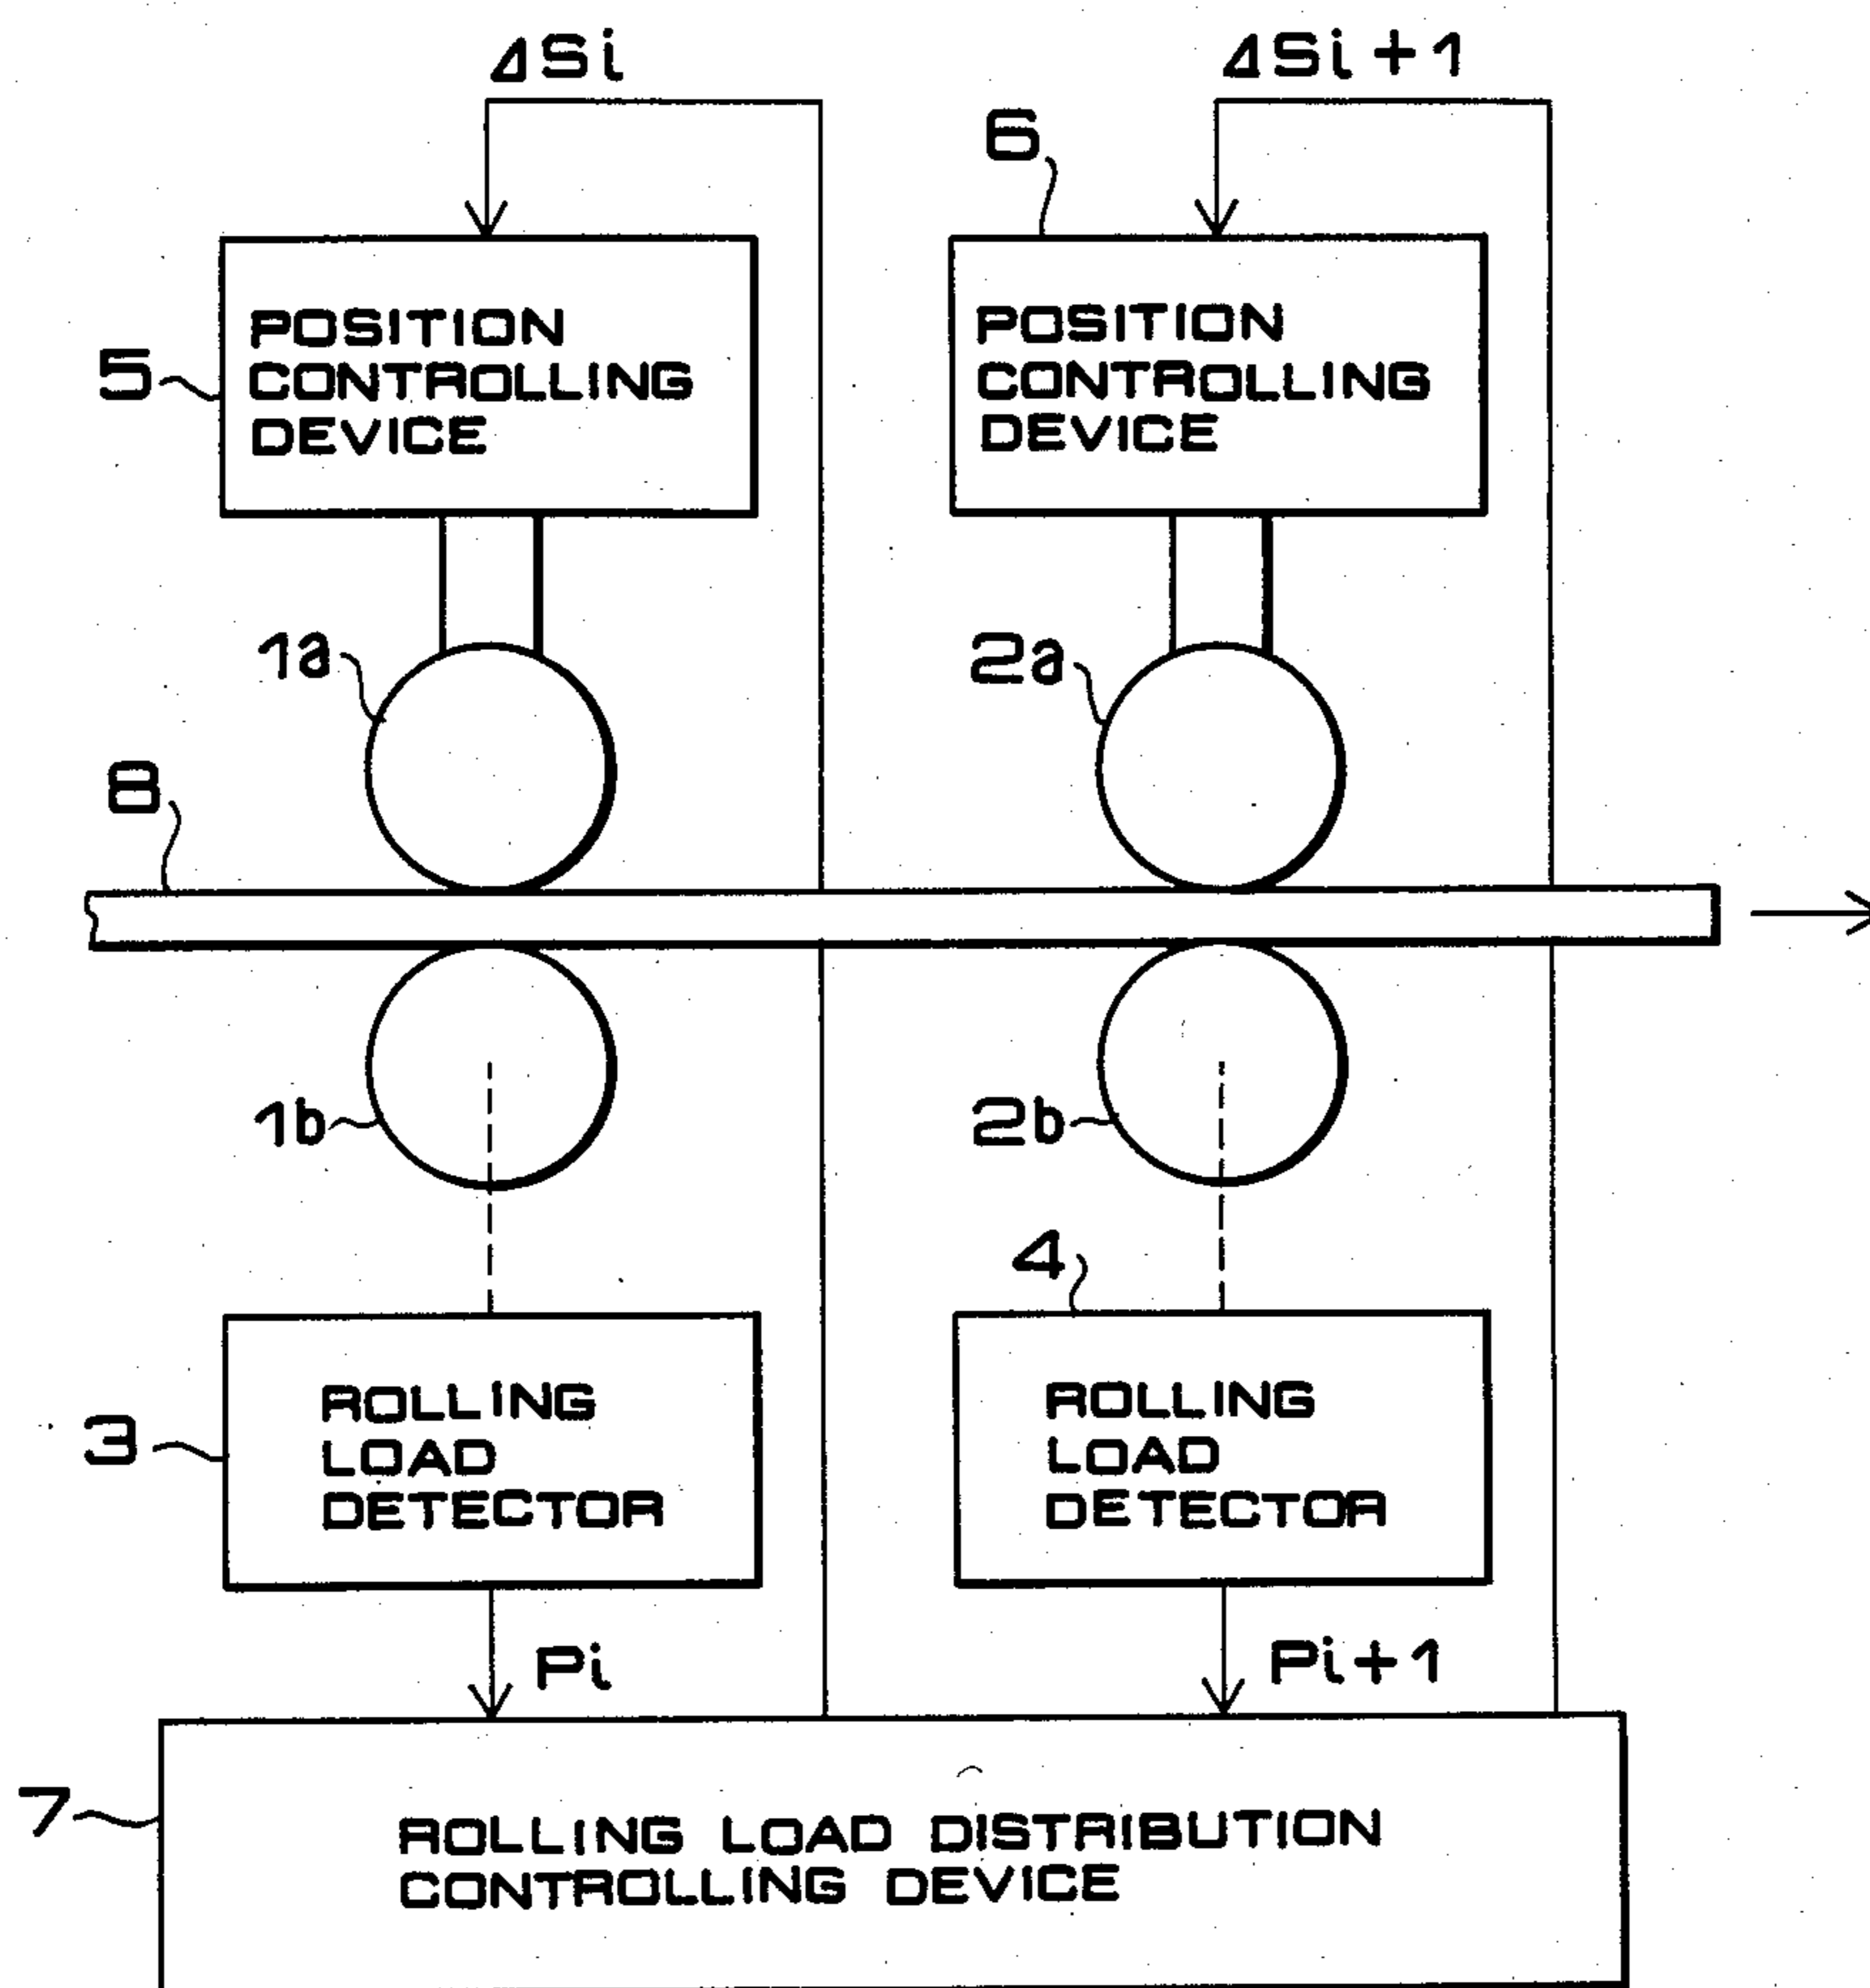 ΔSi
ΔSi+1
6
POSITION
CONTROLLING
DEVICE
POSITION
CONTROLLING
DEVICE
5
1a
2a
8
1b
2b
4
3
ROLLING
LOAD
DETECTOR
ROLLING
LOAD
DETECTOR
Pi
Pi+1
7
ROLLING LOAD DISTRIBUTION
CONTROLLING DEVICE